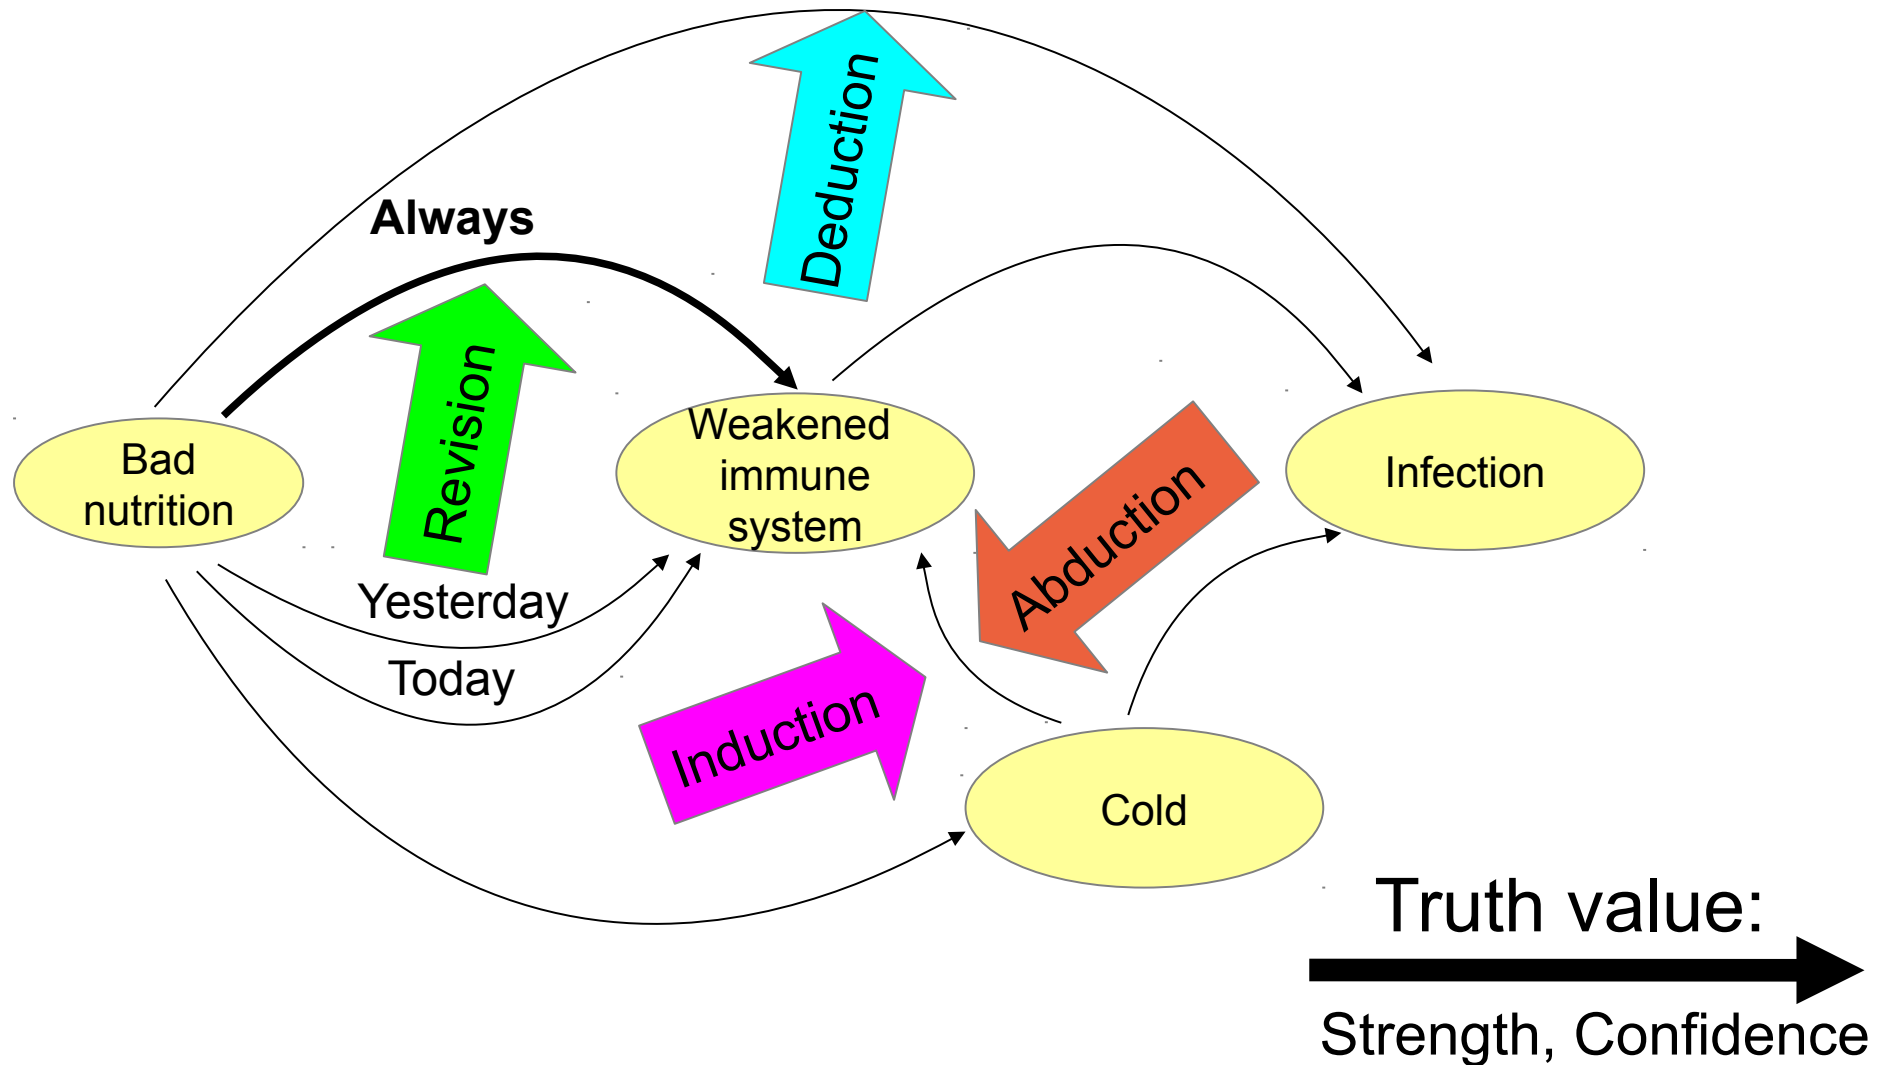 Deduction
Always
Revision
Weakened
immune
system
Bad
nutrition
Infection
Abduction
Yesterday
Today
Induction
Cold
Truth value:
Strength, Confidence